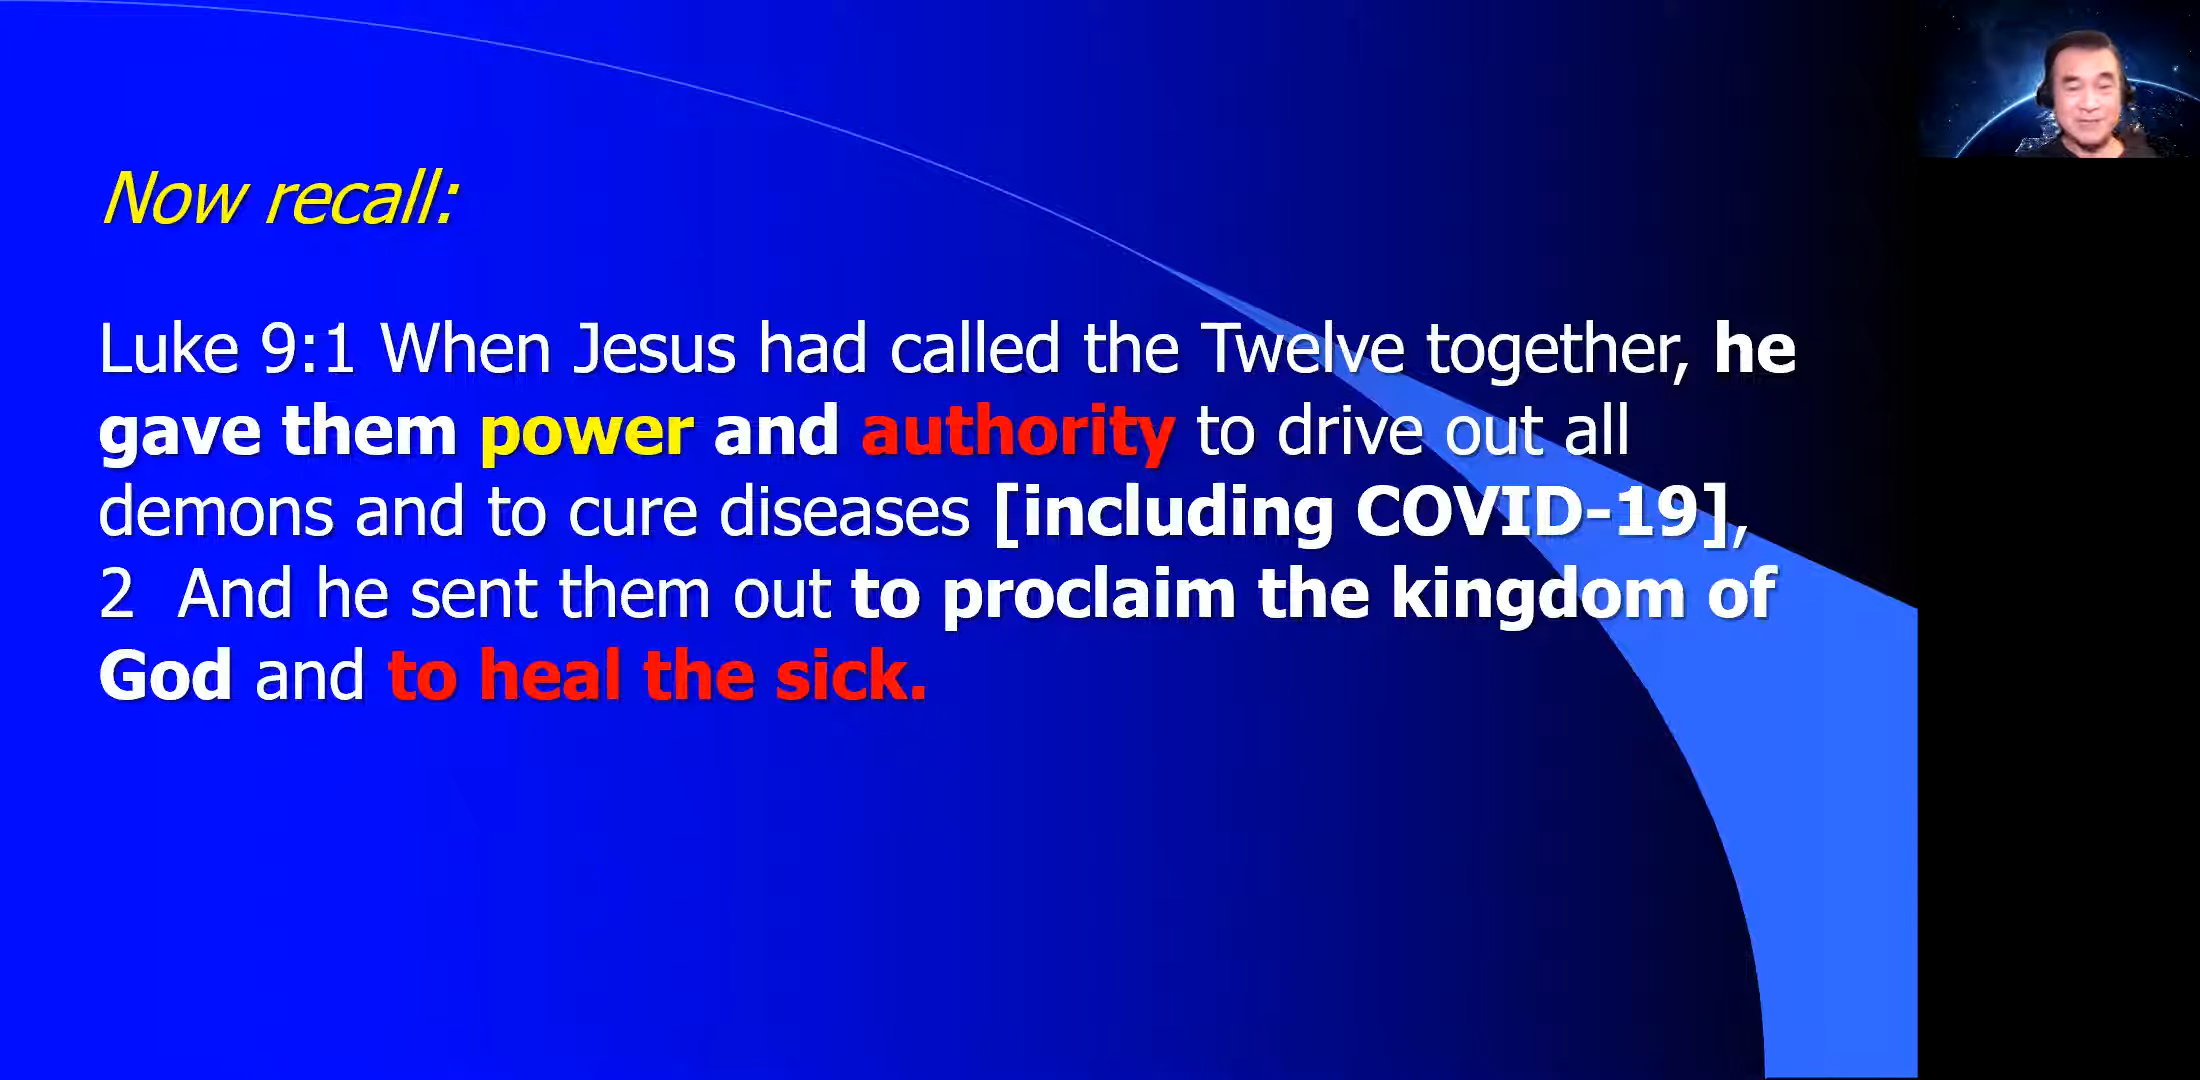 Now recall:
Luke 9:1 When Jesus had called the Twelve together, he
gave them power and authority to drive out all
demons and to cure diseases [including COVID-19],
2 And he sent them out to proclaim the kingdom of
God and to heal the sick.